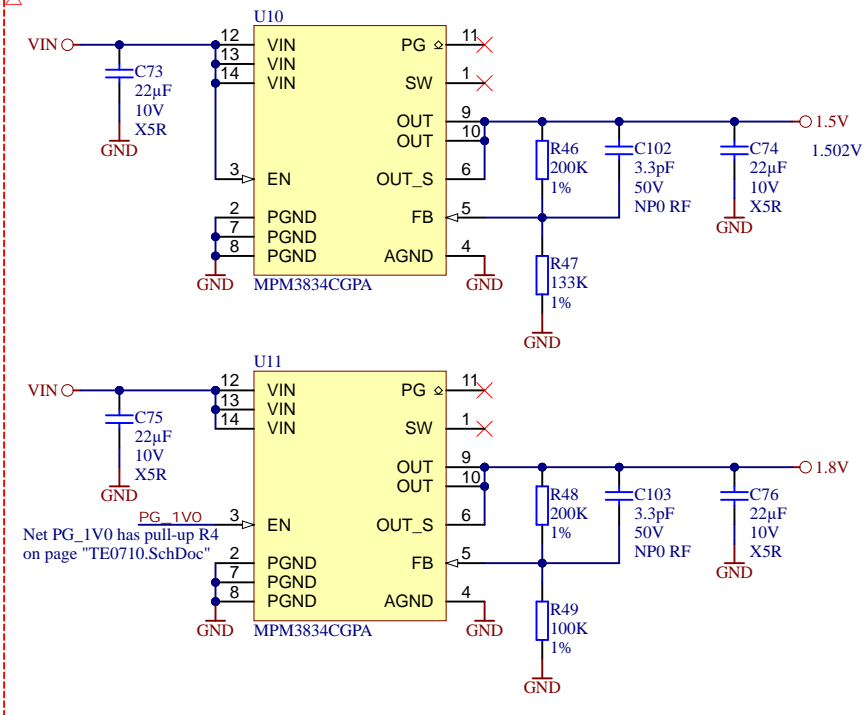 U10
VIN
12 VIN PG 11
13 VIN
14 VIN SW 1
C73
22µF
10V
X5R
GND
OUT 9
OUT 10
1.5V
1.502V
3 EN OUT_S 6
R46
200K
1%
C102
3.3pF
50V
NP0 RF
C74
22µF
10V
X5R
GND
2 PGND FB 5
7 PGND
8 PGND AGND 4
GND
MPM3834CGPA
GND
R47
133K
1%
GND
U11
VIN
12 VIN PG 11
13 VIN
14 VIN SW 1
C75
22µF
10V
X5R
GND
OUT 9
OUT 10
1.8V
PG_1V0
3 EN OUT_S 6
Net PG_1V0 has pull-up R4
on page "TE0710.SchDoc"
R48
200K
1%
C103
3.3pF
50V
NP0 RF
C76
22µF
10V
X5R
GND
2 PGND FB 5
7 PGND
8 PGND AGND 4
GND
MPM3834CGPA
GND
R49
100K
1%
GND